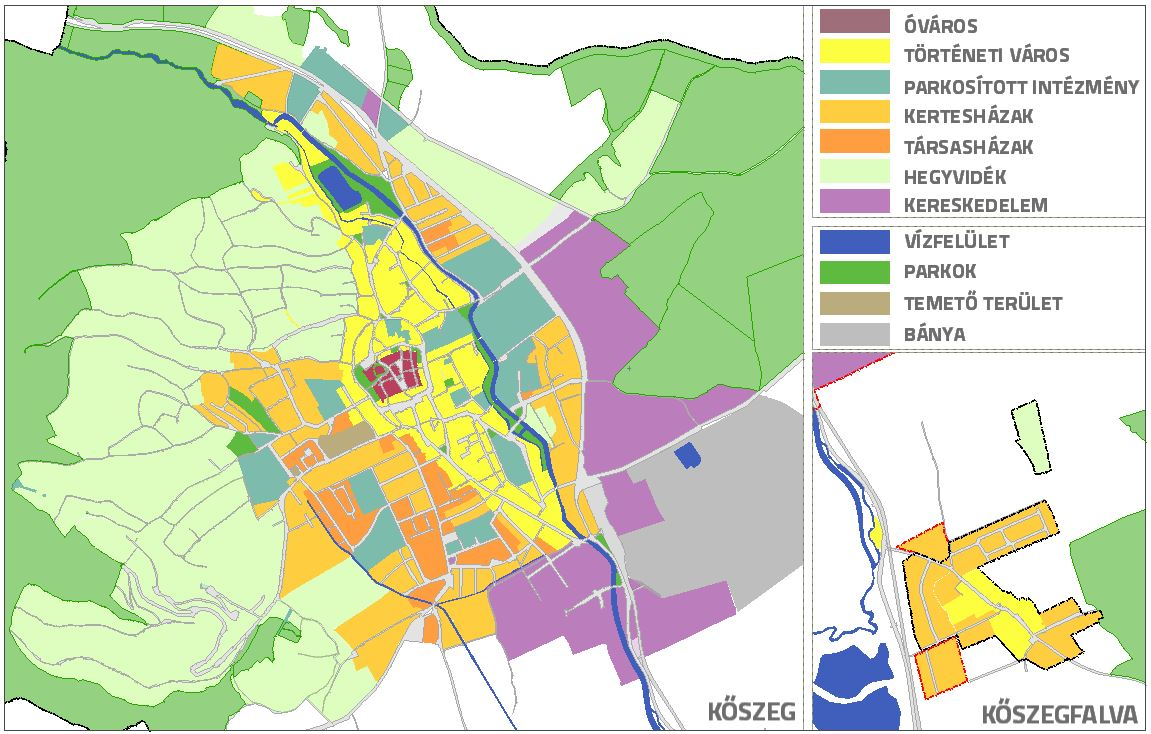 ÓVÁROS
TÖRTÉNETI VÁROS
PARKOSÍTOTT INTÉZMÉNY
KERTESHÁZAK
TÁRSASHÁZAK
HEGYVIDÉK
KERESKEDELEM
VÍZFELÜLET
PARKOK
TEMETŐ TERÜLET
BÁNYA
KŐSZEG
KŐSZEGFALVA